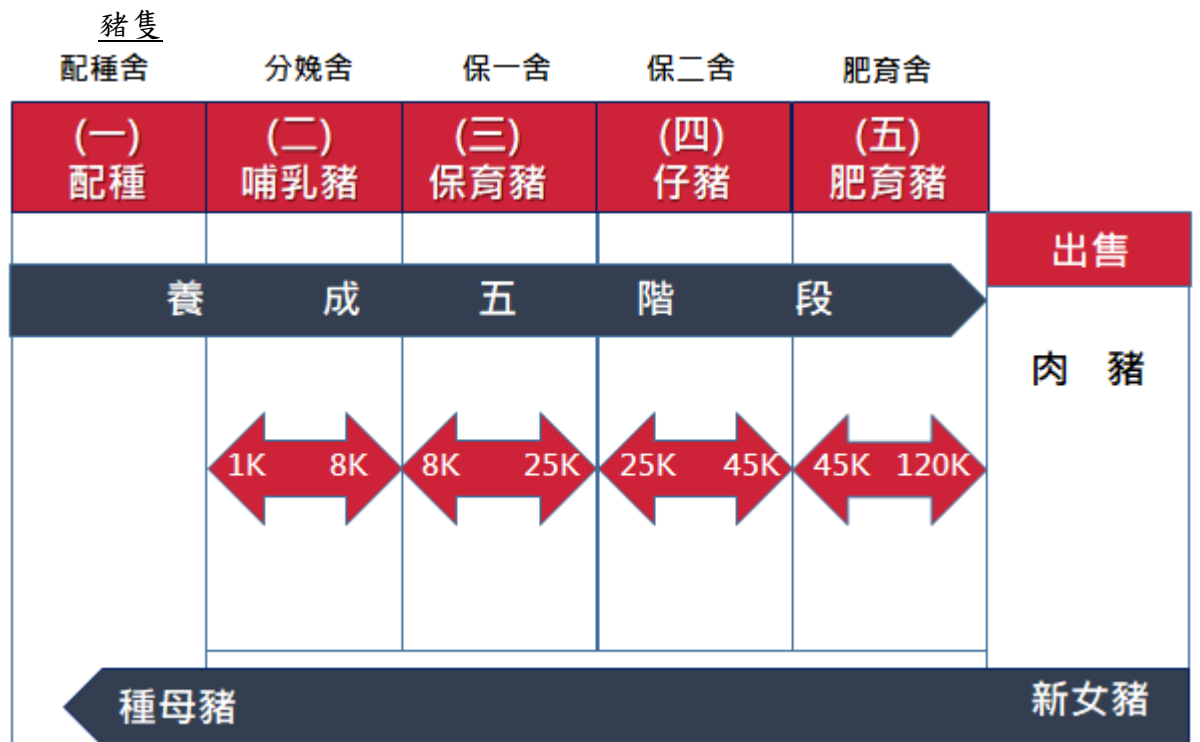 豬隻
配種舍 分娩舍 保一舍 保二舍 肥育舍
(一) (二) (三) (四) (五)
配種 哺乳豬 保育豬 仔豬 肥育豬
出售
養成五階段
肉 豬
1K 8K 8K 25K 25K 45K 45K 120K
種母豬 新女豬